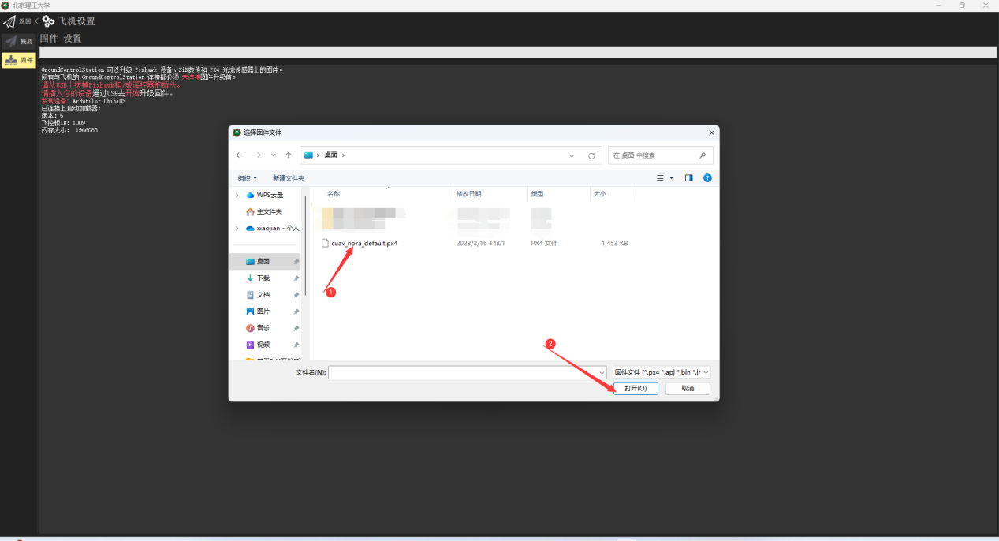 北京理工大学
返回 < 飞机设置
概要
固件 设置
固件
GroundControlStation 可以升级 Pixhawk 设备、SiK数传和 PX4 光流传感器上的固件。
所有与飞机的 GroundControlStation 连接都必须 未连接固件升级前。
请从USB上拔掉Pixhawk和/或遥控器的插头。
请插入你的设备通过USB去开始升级固件。
发现设备: ArduPilot ChibiOS
已连接上启动加载器:
版本: 5
飞控板ID: 1009
闪存大小: 1966080
选择固件文件
桌面
在 桌面 中搜索
组织
新建文件夹
名称
修改日期
类型
大小
WPS云盘
主文件夹
xiaojian - 个人
cuav_nora_default.px4
2023/3/16 14:01
PX4 文件
1,453 KB
桌面
下载
文档
图片
音乐
视频
1
2
文件名(N):
固件文件 (*.px4 *.apj *.bin *.ih
打开(O)
取消